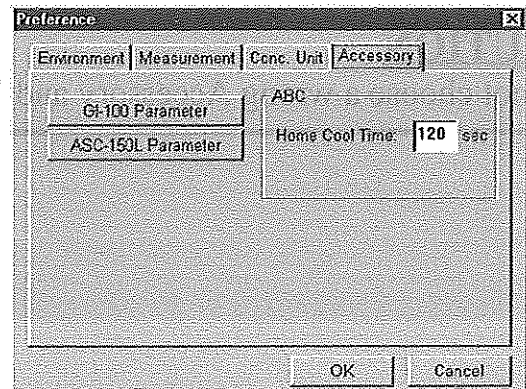 Preference
Environment Measurement Conc. Unit Accessory
GI-100 Parameter
ASC-150L Parameter
ABC
Home Cool Time: 120 sec
OK Cancel